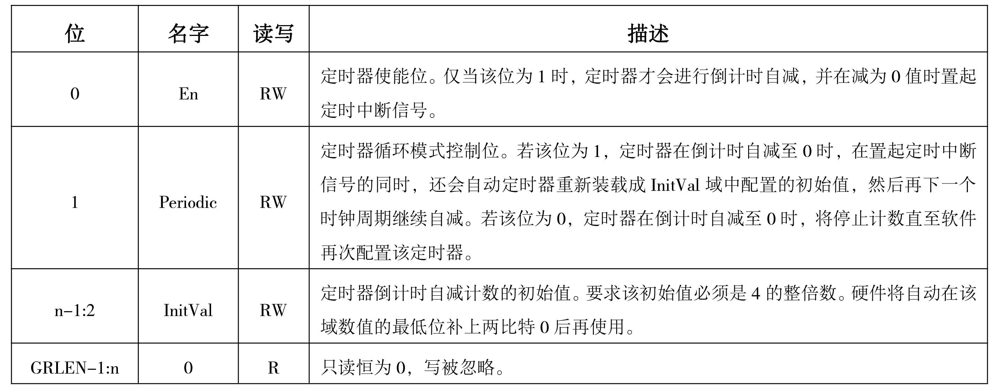 位 名字 读写 描述
定时器使能位。仅当该位为 1 时，定时器才会进行倒计时自减，并在减为 0 值时置起
0 En RW
定时中断信号。
定时器循环模式控制位。若该位为 1，定时器在倒计时自减至 0 时，在置起定时中断
信号的同时，还会自动定时器重新装载成 InitVal 域中配置的初始值，然后再下一个
1 Periodic RW
时钟周期继续自减。若该位为 0，定时器在倒计时自减至 0 时，将停止计数直至软件
再次配置该定时器。
定时器倒计时自减计数的初始值。要求该初始值必须是 4 的整倍数。硬件将自动在该
n-1:2 InitVal RW
域数值的最低位补上两比特 0 后再使用。
GRLEN-1:n 0 R 只读恒为 0，写被忽略。